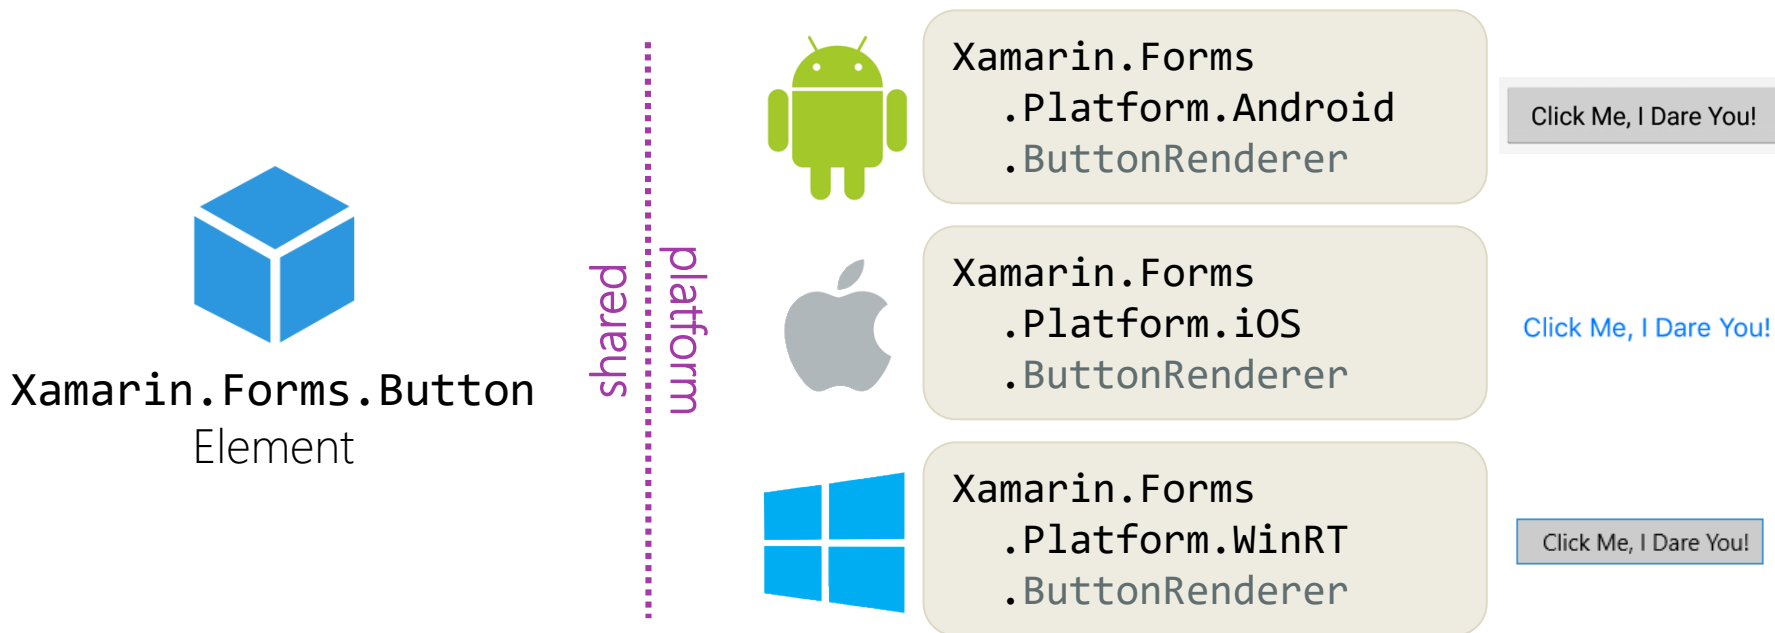 Xamarin.Forms.Button
Element
shared
platform
Xamarin.Forms
.Platform.Android
.ButtonRenderer
Click Me, I Dare You!
Xamarin.Forms
.Platform.iOS
.ButtonRenderer
Click Me, I Dare You!
Xamarin.Forms
.Platform.WinRT
.ButtonRenderer
Click Me, I Dare You!